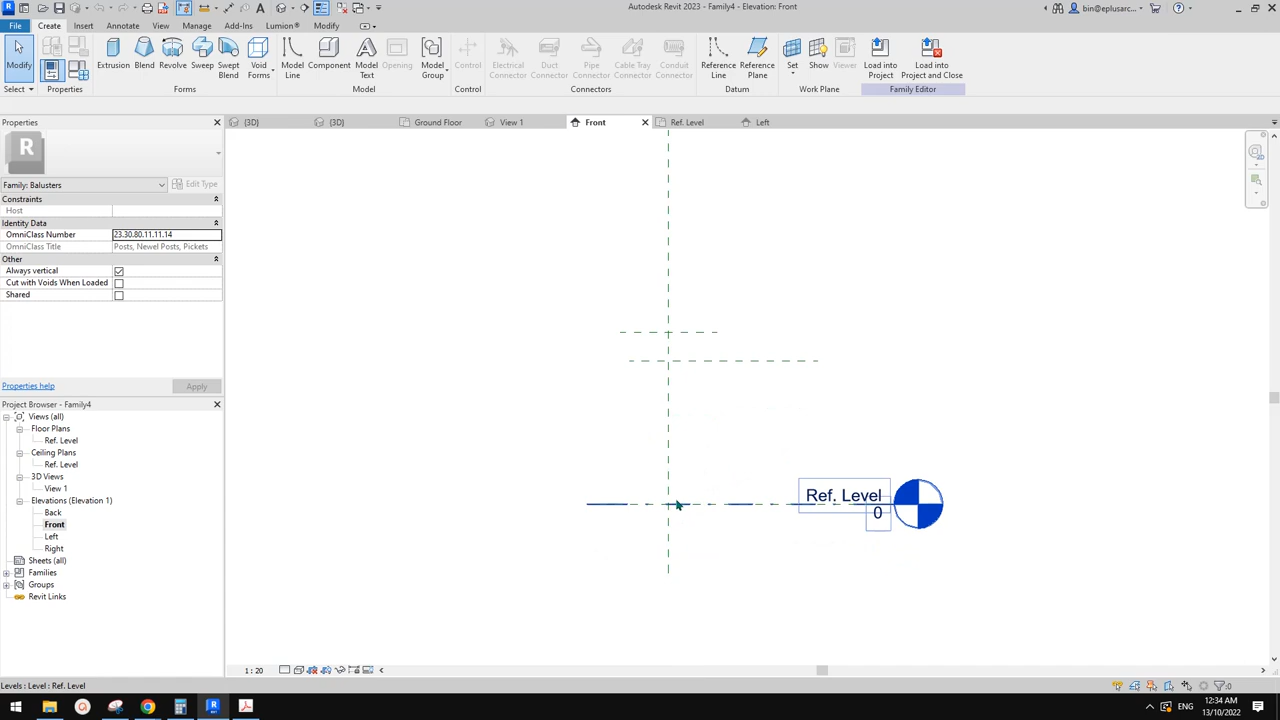 Autodesk Revit 2023 - Family4 - Elevation: Front
bin@eplusarc...
File Create Insert Annotate View Manage Add-Ins Lumion® Modify
Modify Extrusion Blend Revolve Sweep Swept Blend Void Forms Model Line Component Model Text Opening Model Group Control Electrical Connector Duct Connector Pipe Connector Cable Tray Connector Conduit Connector Reference Line Reference Plane Set Show Viewer Load into Project Load into Project and Close
Select Properties Forms Model Control Connectors Datum Work Plane Family Editor
Properties
{3D} {3D} Ground Floor View 1 Front Ref. Level Left
R
Family: Balusters Edit Type
Constraints
Host
Identity Data
OmniClass Number 23.30.80.11.11.14
OmniClass Title Posts, Newel Posts, Pickets
Other
Always vertical
Cut with Voids When Loaded
Shared
Properties help Apply
Project Browser - Family4
Views (all)
Floor Plans
Ref. Level
Ceiling Plans
Ref. Level
3D Views
View 1
Elevations (Elevation 1)
Back
Front
Left
Right
Sheets (all)
Families
Groups
Revit Links
Ref. Level
0
1 : 20
Levels : Level : Ref. Level
:0
ENG
12:34 AM
13/10/2022